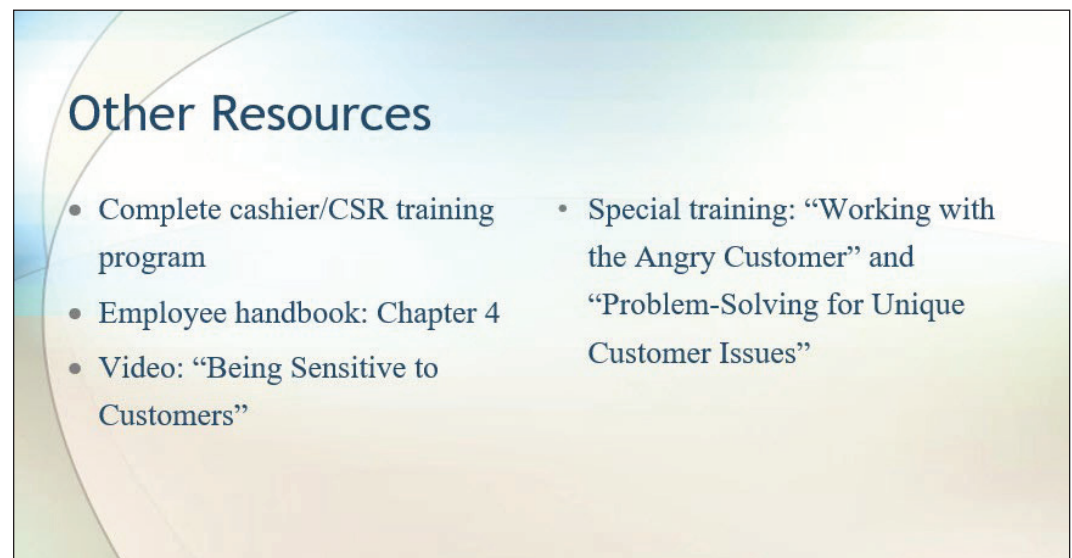 Other Resources
• Complete cashier/CSR training
program
• Employee handbook: Chapter 4
• Video: “Being Sensitive to
Customers”
• Special training: “Working with
the Angry Customer” and
“Problem-Solving for Unique
Customer Issues”